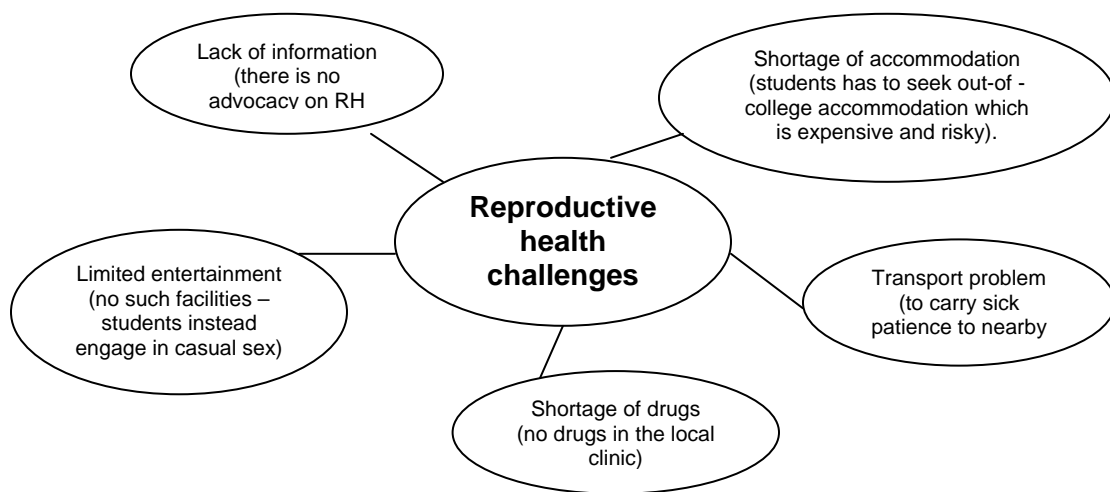 Lack of information
(there is no
advocacy on RH
Shortage of accommodation
(students has to seek out-of -
college accommodation which
is expensive and risky).
Reproductive
health
challenges
Limited entertainment
(no such facilities –
students instead
engage in casual sex)
Transport problem
(to carry sick
patience to nearby
Shortage of drugs
(no drugs in the local
clinic)